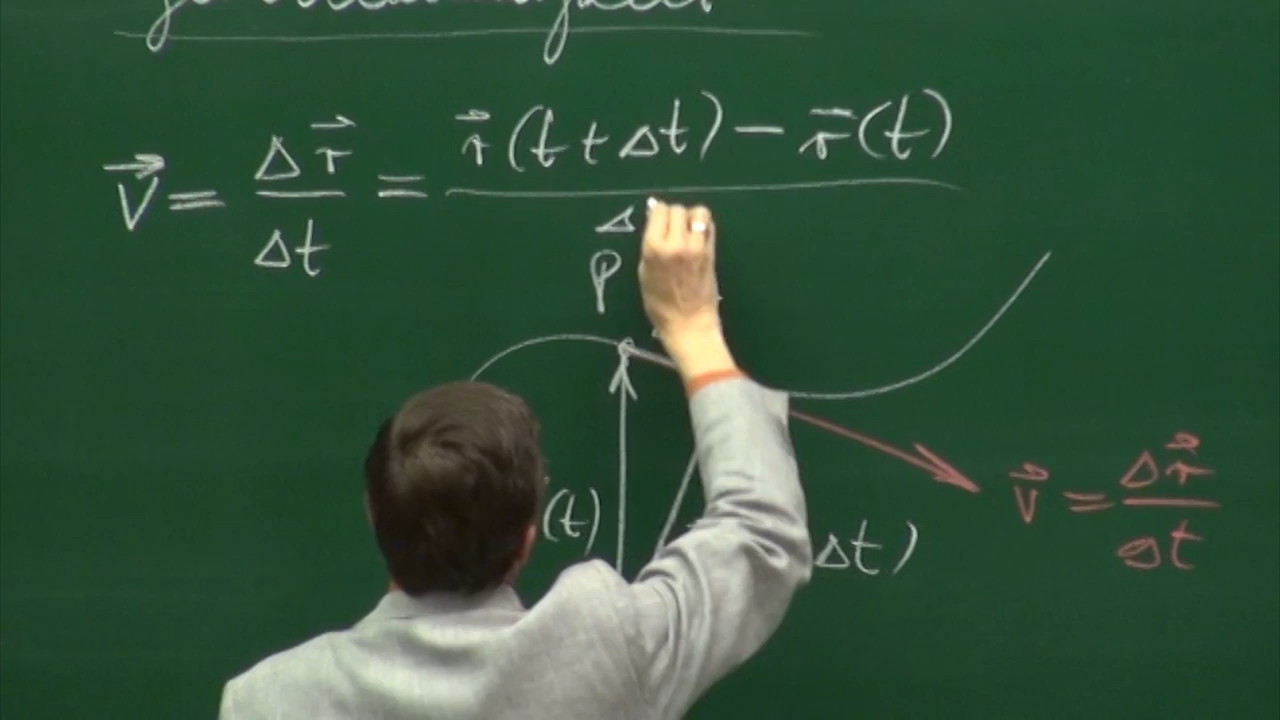 V⃗ = Δr⃗ / Δt = r⃗(t+Δt) − r⃗(t) / Δ
P
(t)
Δt)
v⃗ = Δr⃗ / Δt